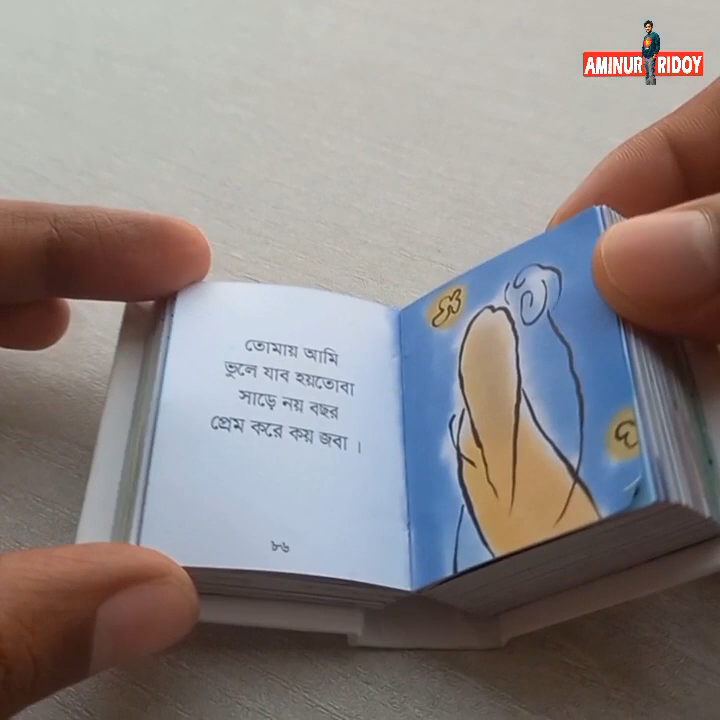 AMINUR RIDOY
তোমায় আমি
ভুলে যাব হয়তোবা
সাড়ে নয় বছর
প্রেম করে কয় জবা ।
৮৬